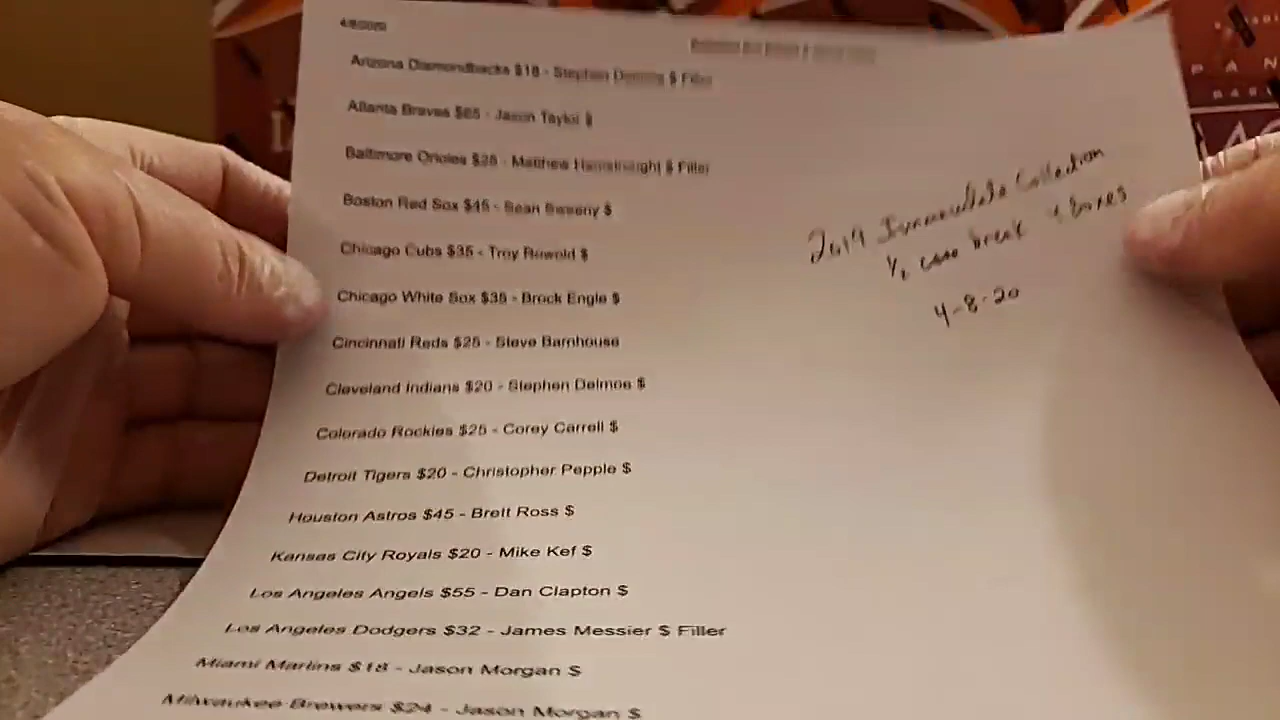 Arizona Diamondbacks $18 - Stephen $ Filler
Atlanta Braves $65 - Jason Taylor $
Baltimore Orioles $25 - Matthew $ Filler
Boston Red Sox $45 - Sean $
Chicago Cubs $35 - Troy Rewold $
Chicago White Sox $35 - Brock Engle $
Cincinnati Reds $25 - Steve Barnhouse
Cleveland Indians $20 - Stephen Delmoe $
Colorado Rockies $25 - Corey Carrell $
Detroit Tigers $20 - Christopher Pepple $
Houston Astros $45 - Brett Ross $
Kansas City Royals $20 - Mike Kef $
Los Angeles Angels $55 - Dan Clapton $
Los Angeles Dodgers $32 - James Messier $ Filler
Miami Marlins $18 - Jason Morgan $
Milwaukee Brewers $24 - Jason Morgan $
2019 Immaculate Collection
1/2 case break 4 boxes
4-8-20
P A N